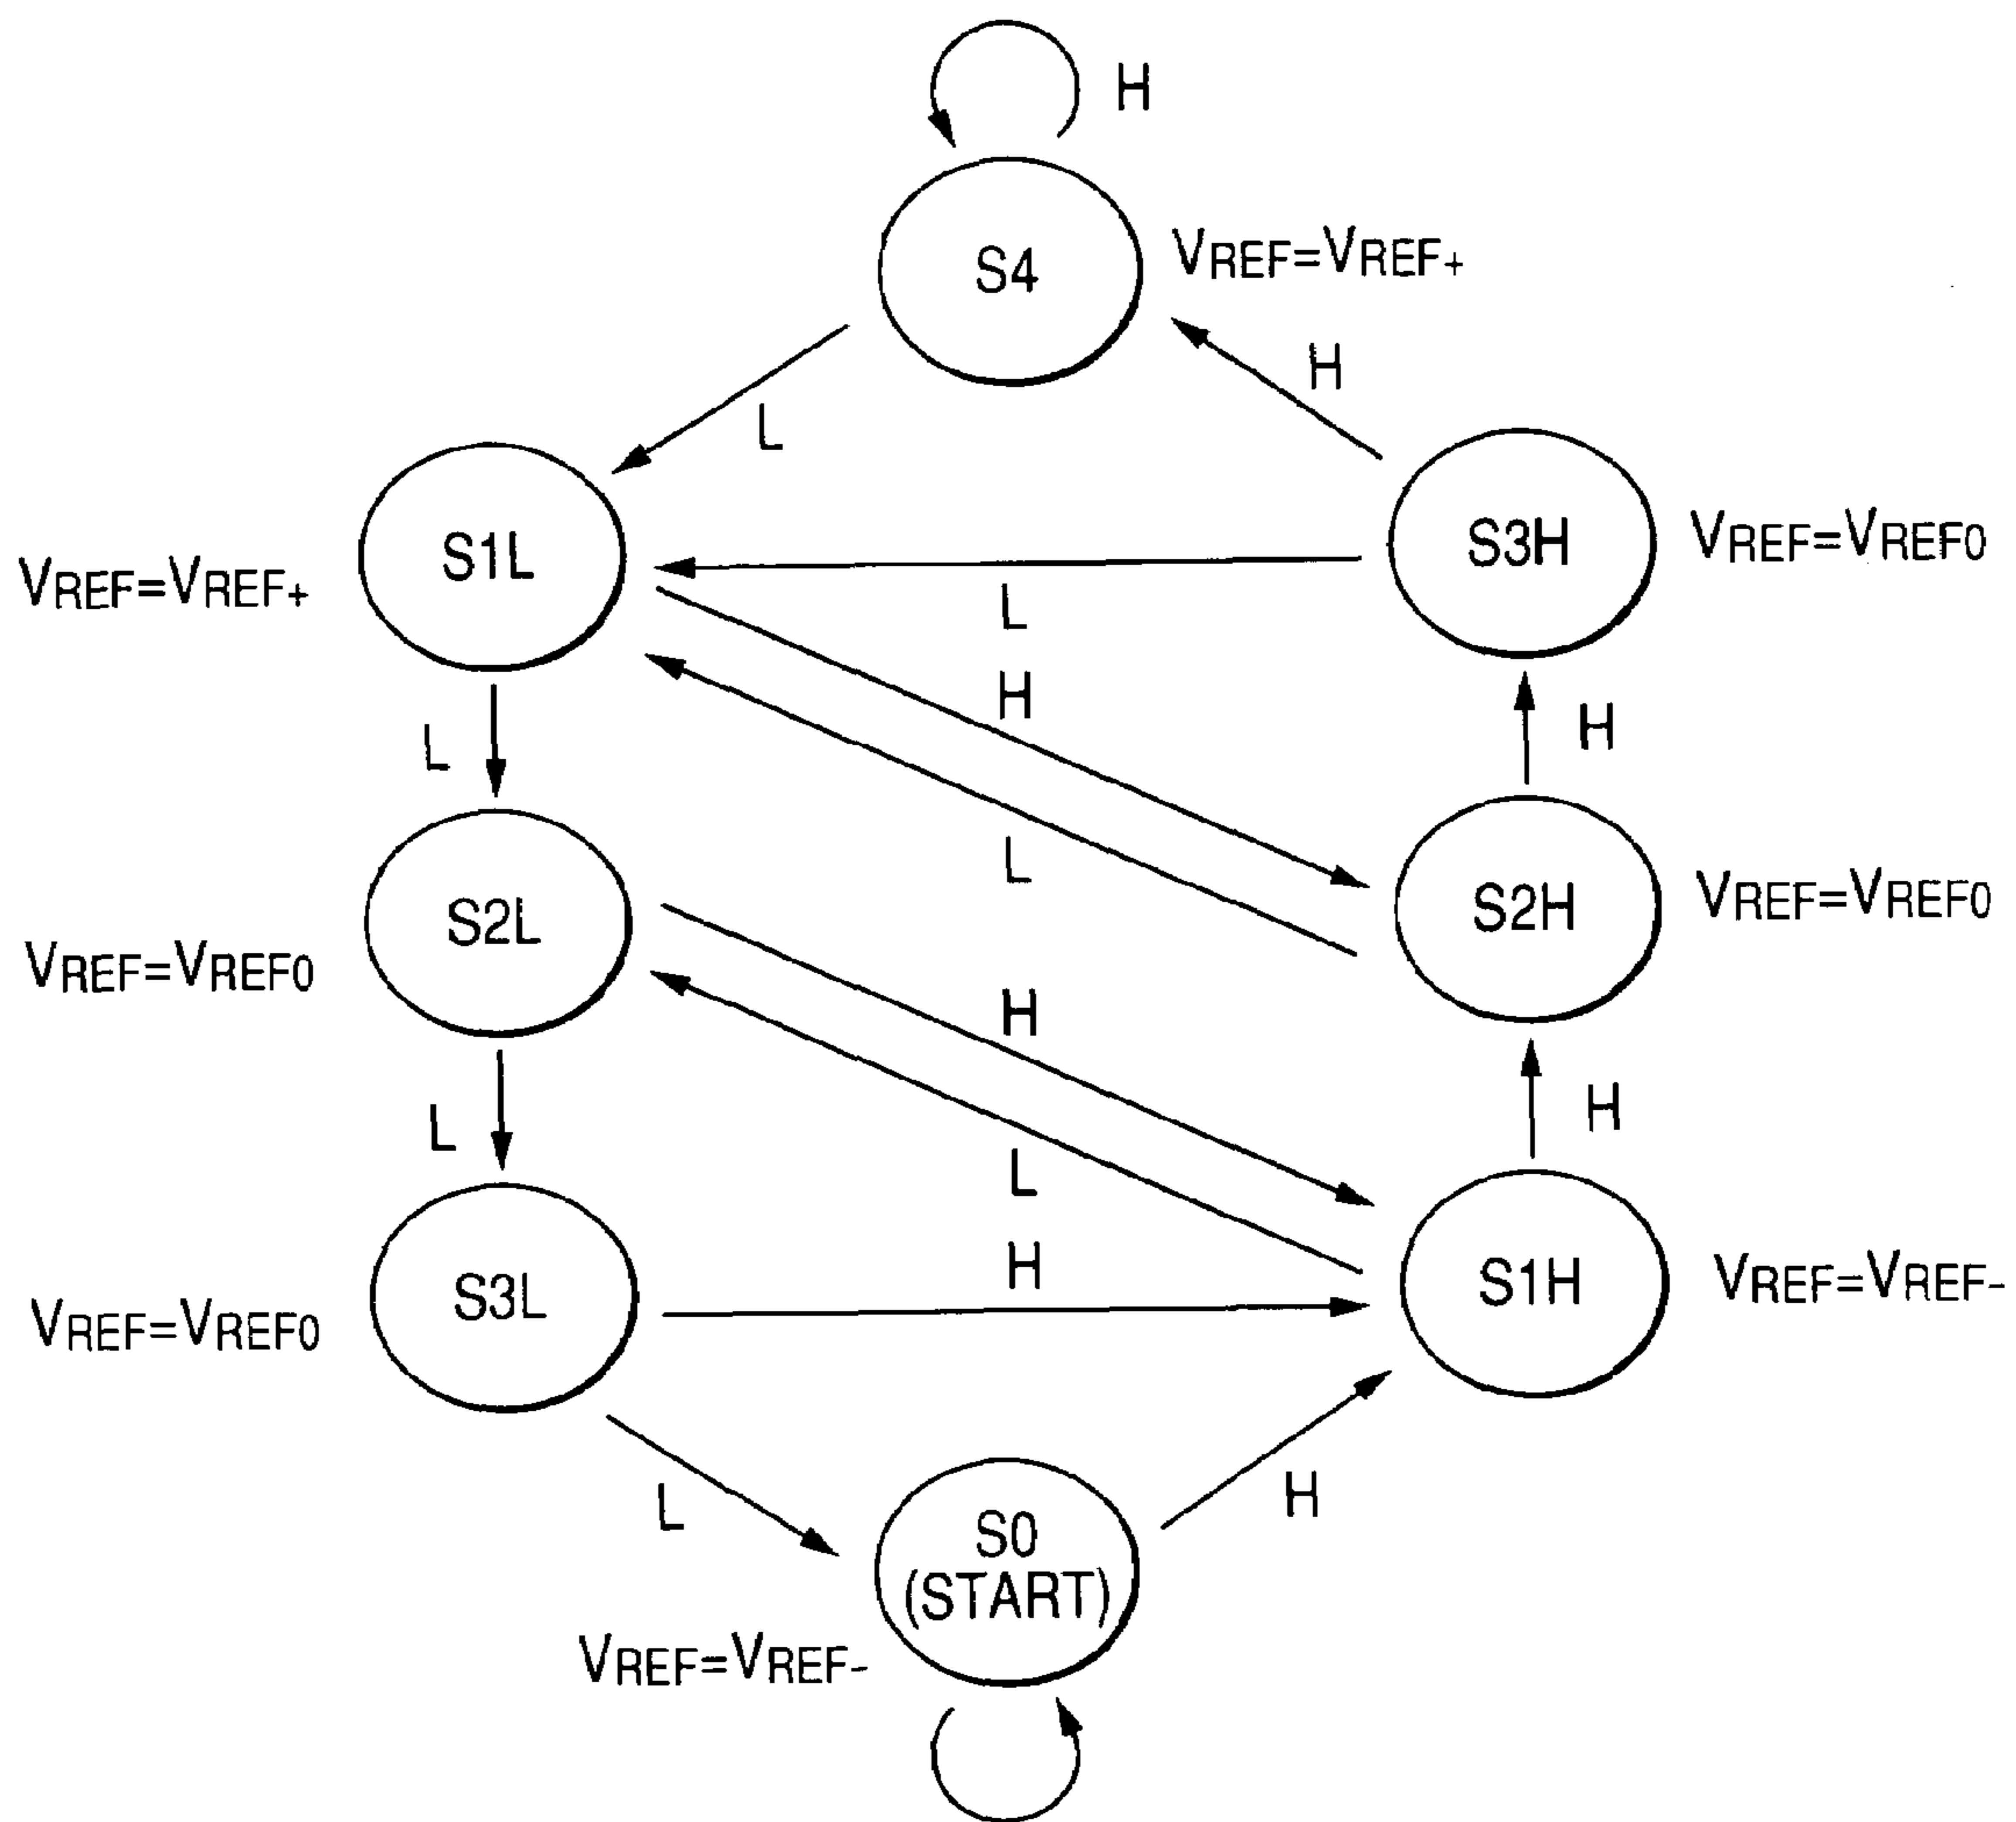 H
S4
VREF=VREF+
H
L
S1L
S3H
VREF=VREF0
VREF=VREF+
L
H
L
H
L
S2L
S2H
VREF=VREF0
VREF=VREF0
H
L
H
L
H
S3L
S1H
VREF=VREF-
VREF=VREF0
L
H
S0
(START)
VREF=VREF-